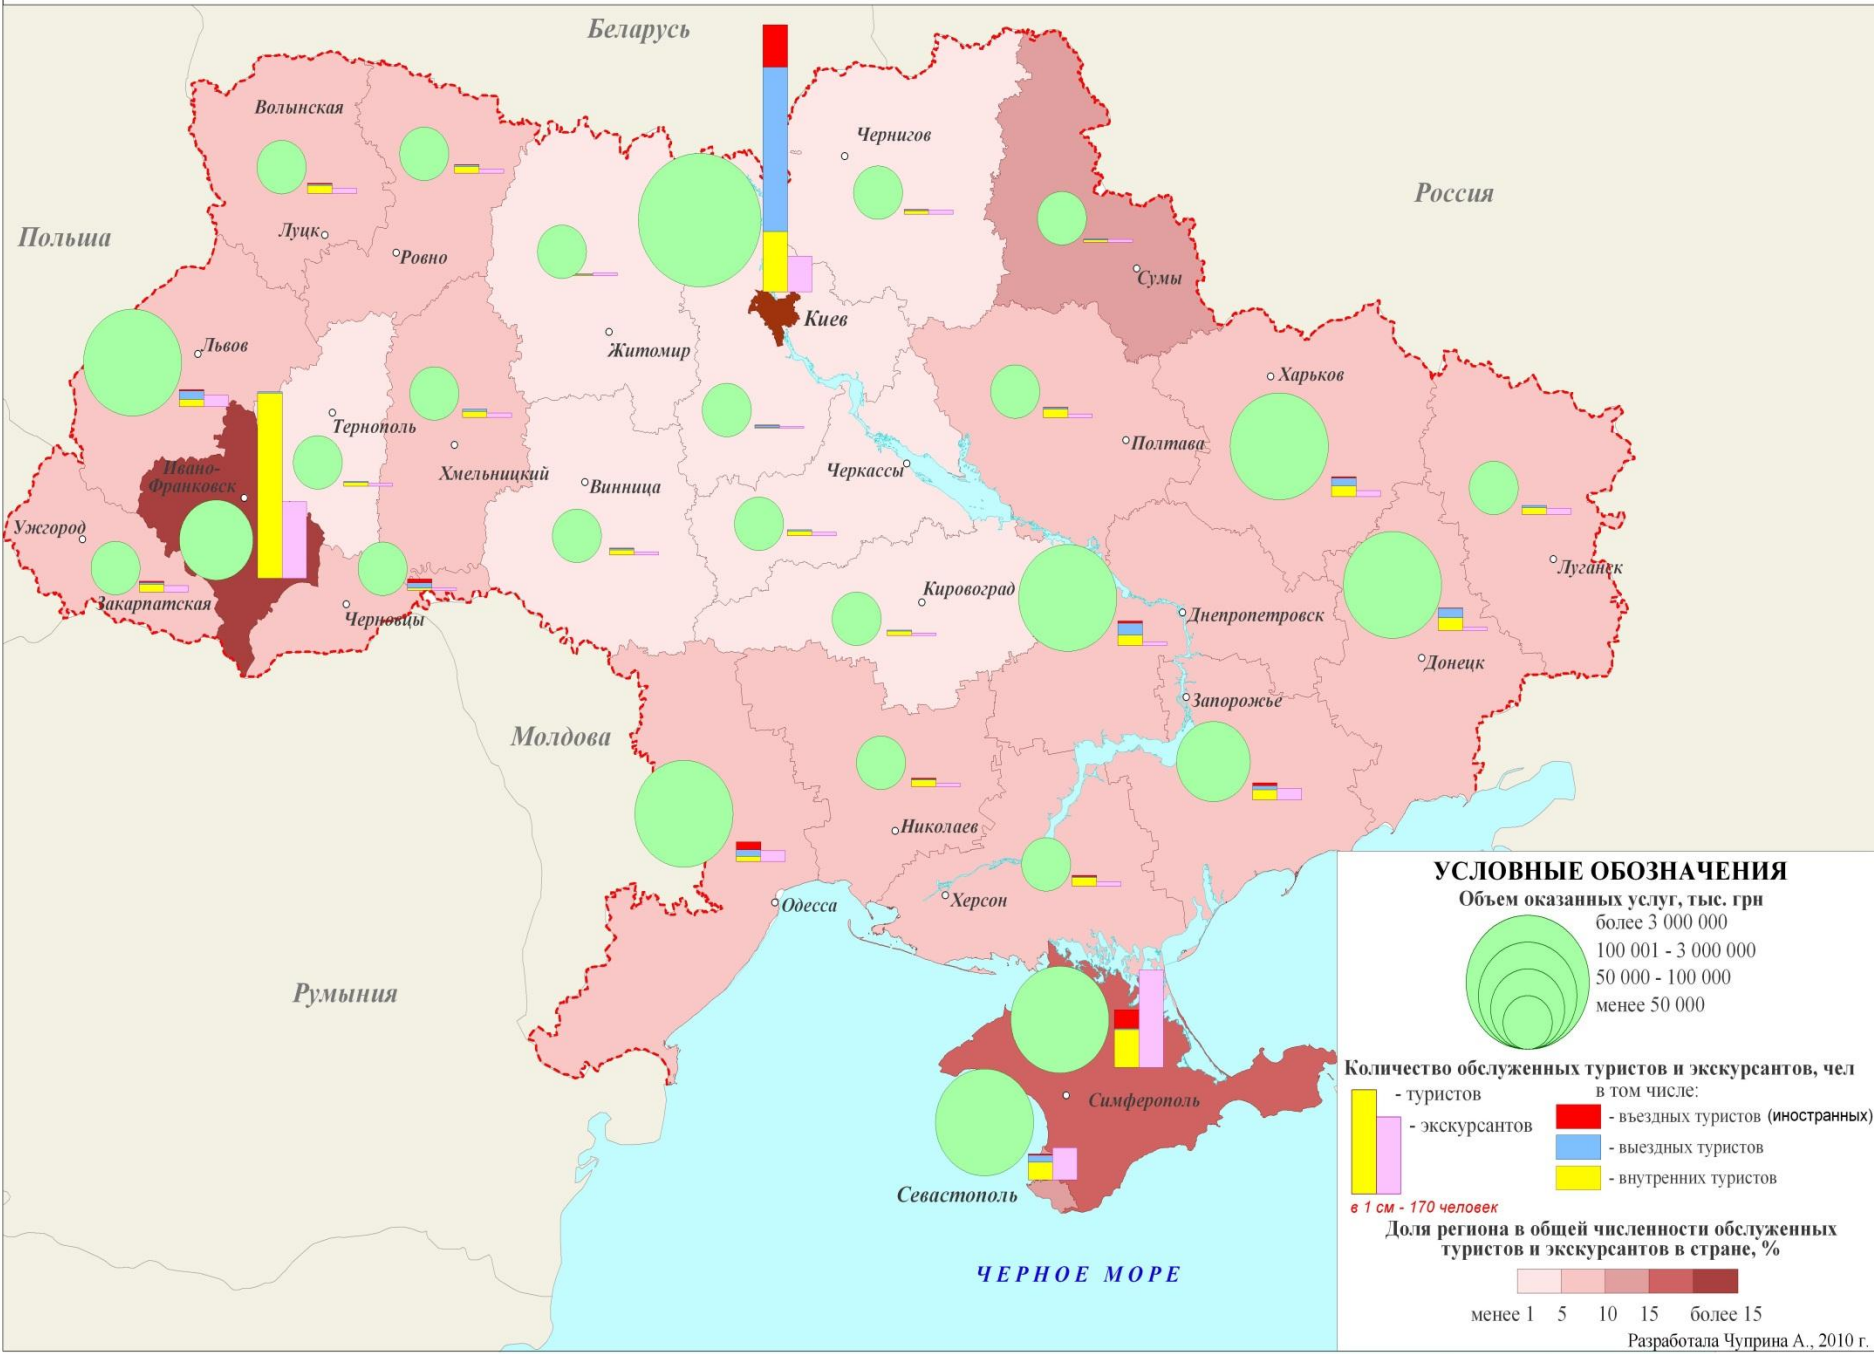 Беларусь
Волынская
Чернигов
Россия
Польша
Луцк
Ровно
Сумы
Киев
Львов
Житомир
Харьков
Тернополь
Полтава
Хмельницкий
Черкассы
Ивано-
Франковск
Винница
Ужгород
Луганск
Закарпатская
Черновцы
Кировоград
Днепропетровск
Донецк
Запорожье
Молдова
Николаев
Херсон
Одесса
Румыния
Симферополь
Севастополь
ЧЕРНОЕ МОРЕ
УСЛОВНЫЕ ОБОЗНАЧЕНИЯ
Объем оказанных услуг, тыс. грн
более 3 000 000
100 001 - 3 000 000
50 000 - 100 000
менее 50 000
Количество обслуженных туристов и экскурсантов, чел
- туристов
- экскурсантов
в том числе:
- въездных туристов (иностранных)
- выездных туристов
- внутренних туристов
в 1 см - 170 человек
Доля региона в общей численности обслуженных
туристов и экскурсантов в стране, %
менее 1 5 10 15 более 15
Разработала Чуприна А., 2010 г.